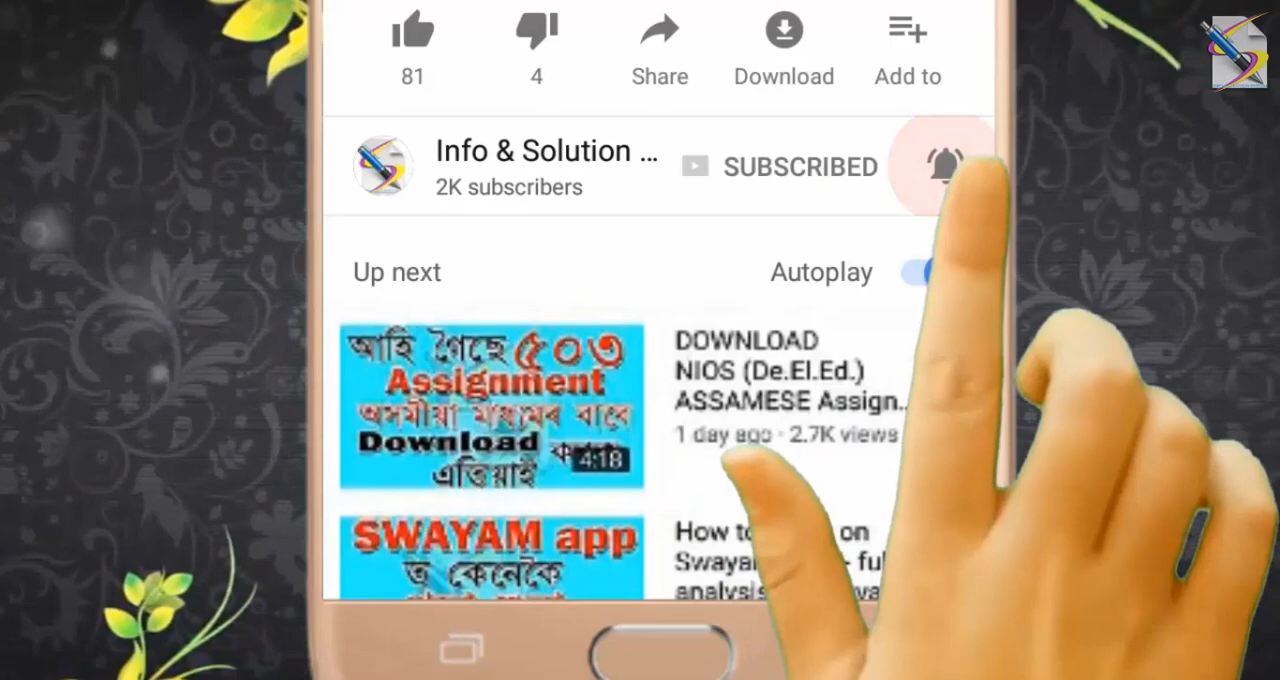 81
4
Share
Download
Add to
Info & Solution ...
2K subscribers
SUBSCRIBED
Up next
Autoplay
আহি গৈছে ৫০৩
Assignment
অসমীয়া মাধ্যমৰ বাবে
Download
এতিয়াই
4:18
DOWNLOAD
NIOS (De.El.Ed.)
ASSAMESE Assign..
1 day ago · 2.7K views
SWAYAM app
ত কেনেকৈ
How to on